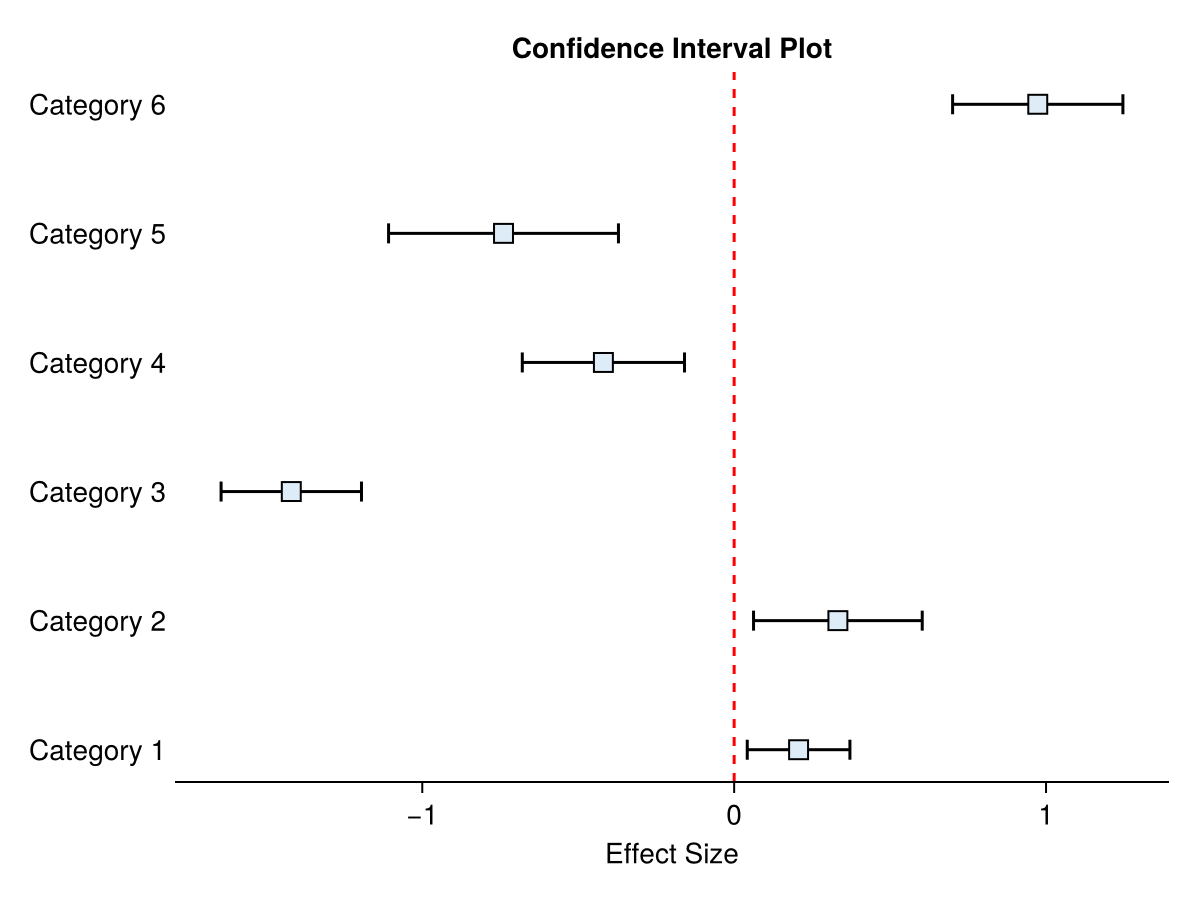 Confidence Interval Plot
Category 6
Category 5
Category 4
Category 3
Category 2
Category 1
−1 0 1
Effect Size